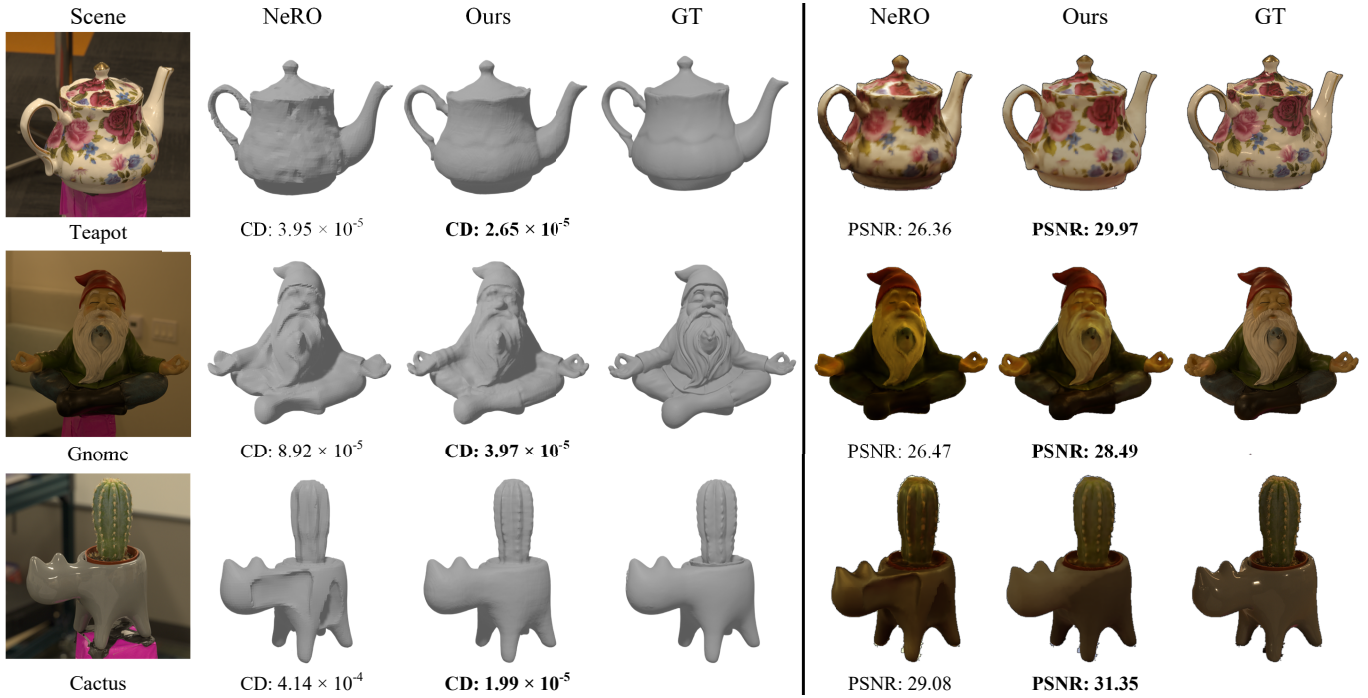 Scene NeRO Ours GT NeRO Ours GT
CD: 3.95 × 10⁻⁵ CD: 2.65 × 10⁻⁵ PSNR: 26.36 PSNR: 29.97
Teapot
CD: 8.92 × 10⁻⁵ CD: 3.97 × 10⁻⁵ PSNR: 26.47 PSNR: 28.49
Gnome
CD: 4.14 × 10⁻⁴ CD: 1.99 × 10⁻⁵ PSNR: 29.08 PSNR: 31.35
Cactus